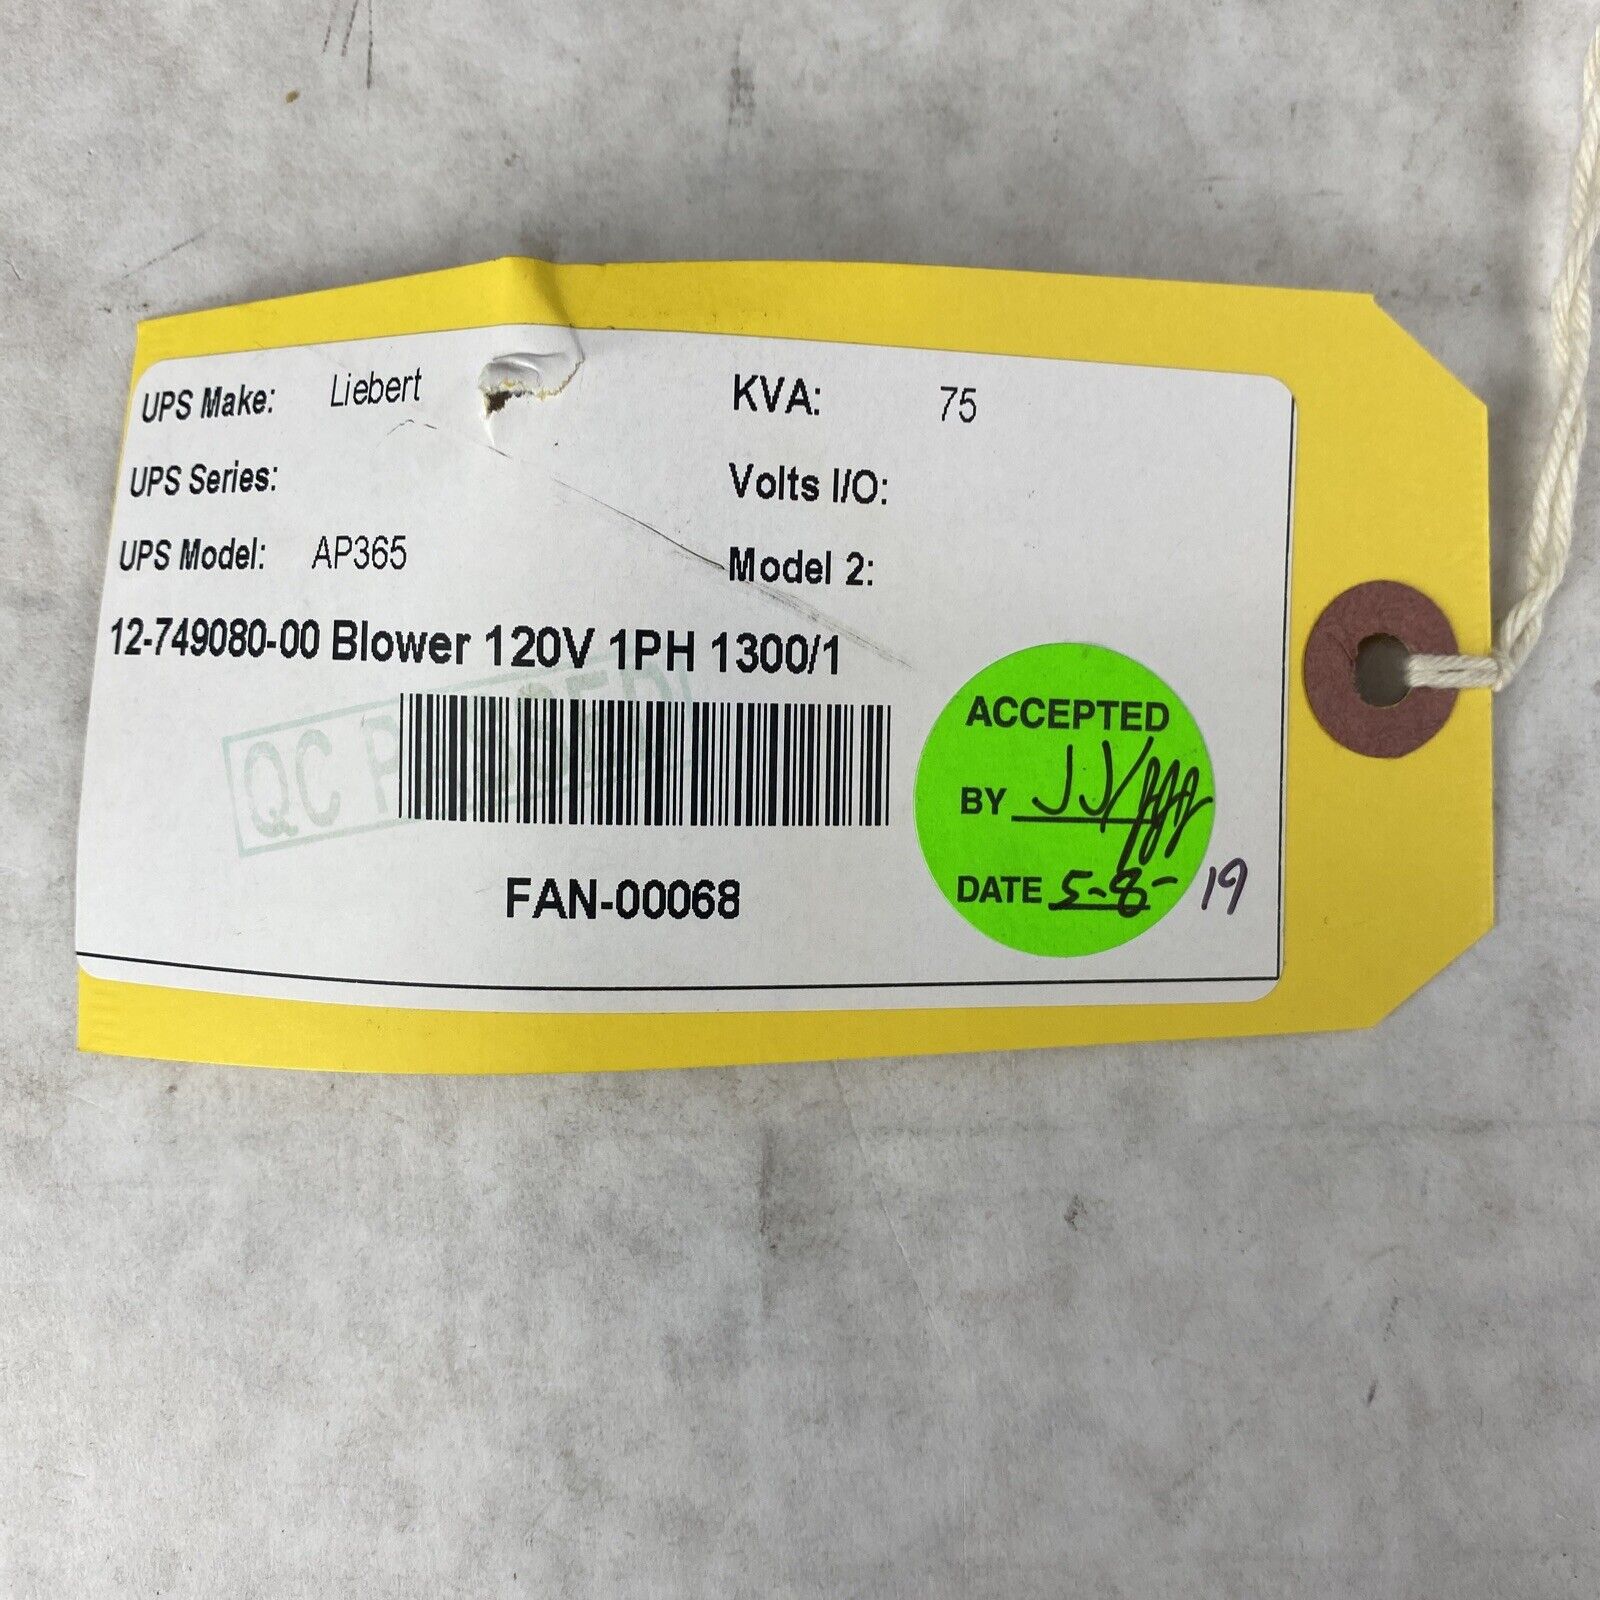 UPS Make: Liebert KVA: 75
UPS Series: Volts I/O:
UPS Model: AP365 Model 2:
12-749080-00 Blower 120V 1PH 1300/1
QC PASSED
FAN-00068
ACCEPTED
BY JJ
DATE 5-8-19